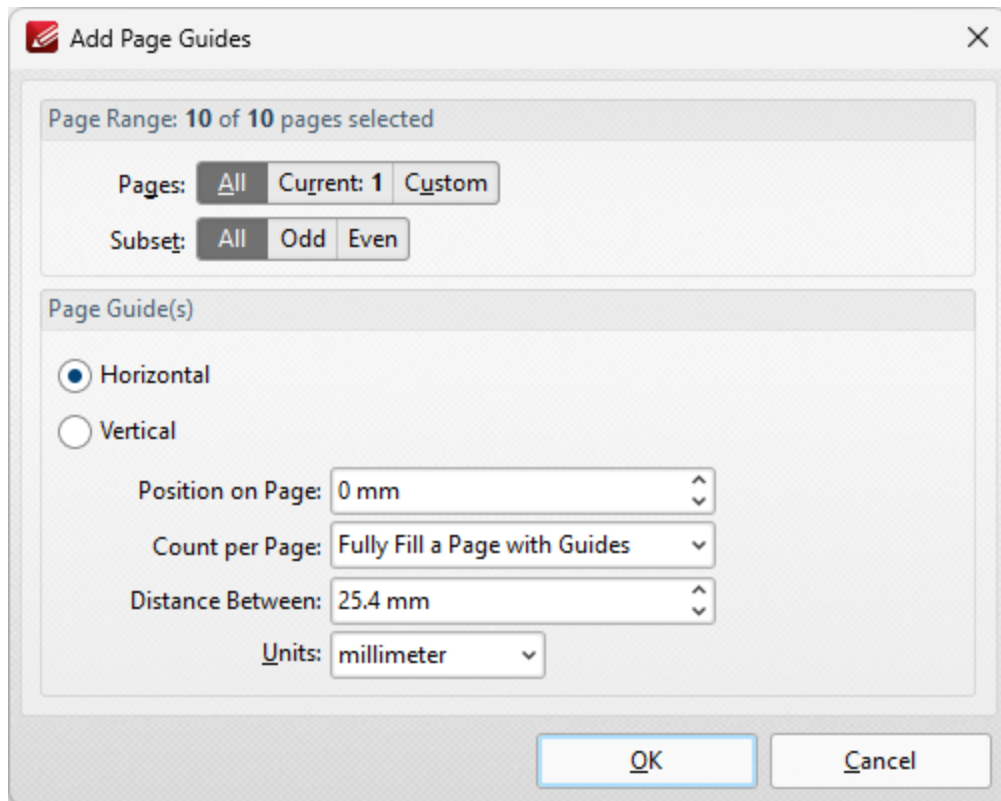 Add Page Guides
Page Range: 10 of 10 pages selected
Pages: All Current: 1 Custom
Subset: All Odd Even
Page Guide(s)
Horizontal
Vertical
Position on Page: 0 mm
Count per Page: Fully Fill a Page with Guides
Distance Between: 25.4 mm
Units: millimeter
OK Cancel